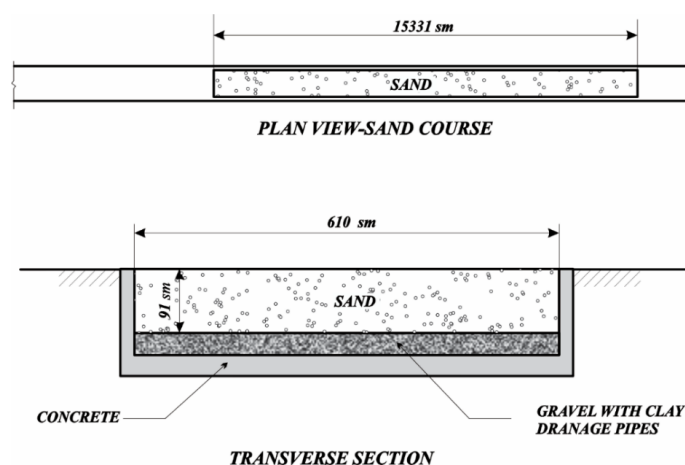 15331 sm
SAND
PLAN VIEW-SAND COURSE
610 sm
91 sm
SAND
CONCRETE
GRAVEL WITH CLAY
DRANAGE PIPES
TRANSVERSE SECTION